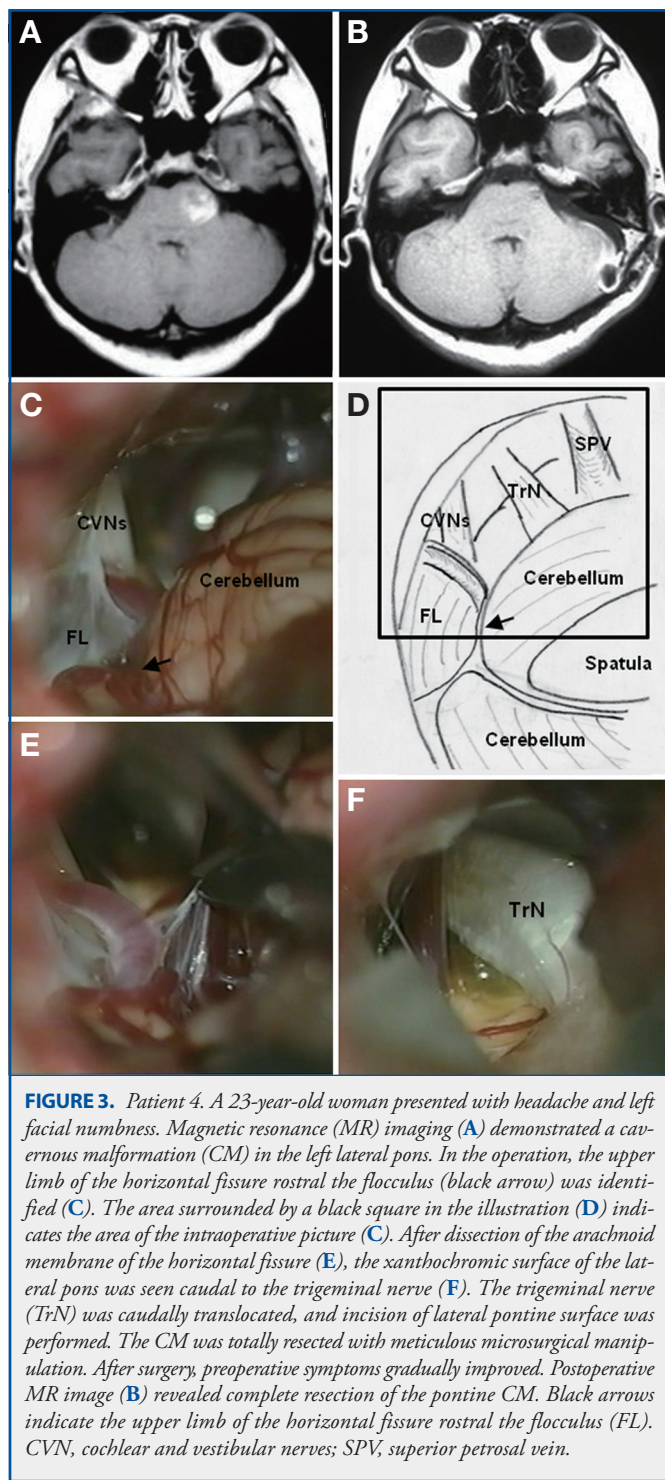 A
B
C
CVNs
Cerebellum
FL
D
SPV
TrN
CVNs
Cerebellum
FL
Spatula
Cerebellum
E
F
TrN
FIGURE 3. Patient 4. A 23-year-old woman presented with headache and left
facial numbness. Magnetic resonance (MR) imaging (A) demonstrated a cav-
ernous malformation (CM) in the left lateral pons. In the operation, the upper
limb of the horizontal fissure rostral the flocculus (black arrow) was identi-
fied (C). The area surrounded by a black square in the illustration (D) indi-
cates the area of the intraoperative picture (C). After dissection of the arachnoid
membrane of the horizontal fissure (E), the xanthochromic surface of the lat-
eral pons was seen caudal to the trigeminal nerve (F). The trigeminal nerve
(TrN) was caudally translocated, and incision of lateral pontine surface was
performed. The CM was totally resected with meticulous microsurgical manip-
ulation. After surgery, preoperative symptoms gradually improved. Postoperative
MR image (B) revealed complete resection of the pontine CM. Black arrows
indicate the upper limb of the horizontal fissure rostral the flocculus (FL).
CVN, cochlear and vestibular nerves; SPV, superior petrosal vein.